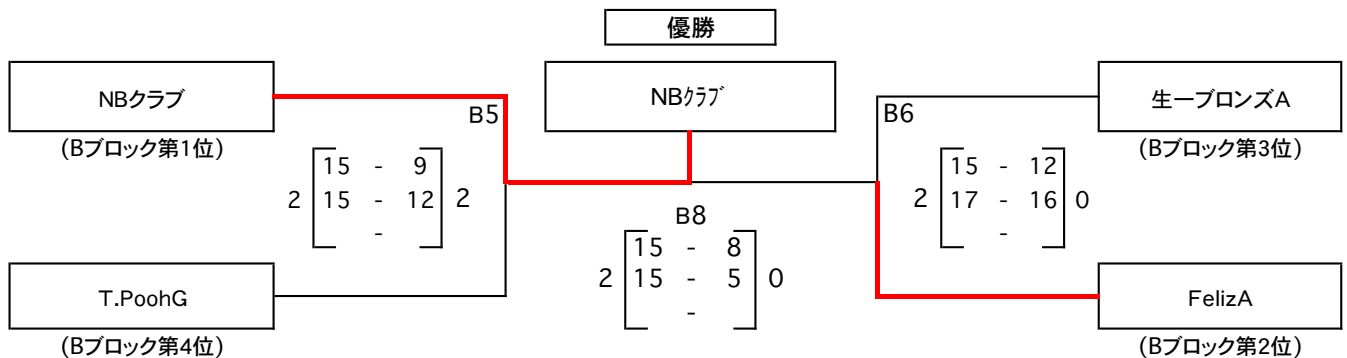 優勝
NBクラブ
(Bブロック第1位)
NBｸﾗﾌﾞ
生一ブロンズA
(Bブロック第3位)
B5
B6
15 - 9
2 15 - 12 2
-
15 - 12
2 17 - 16 0
-
B8
15 - 8
2 15 - 5 0
-
T.PoohG
(Bブロック第4位)
FelizA
(Bブロック第2位)